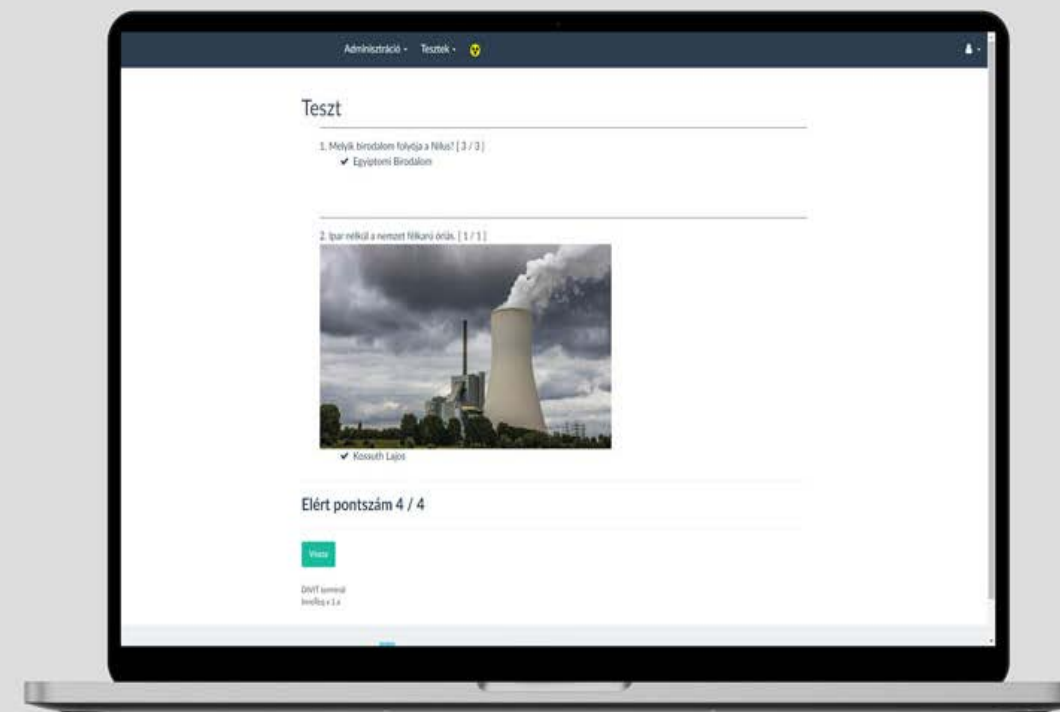 Adminisztráció Tesztek
Teszt
1. Melyik birodalom folyója a Nílus? [ 3 / 3 ]
✔ Egyiptomi Birodalom
2. Ipar nélkül a nemzet félkarú óriás. [ 1 / 1 ]
✔ Kossuth Lajos
Elért pontszám 4 / 4
Vissza